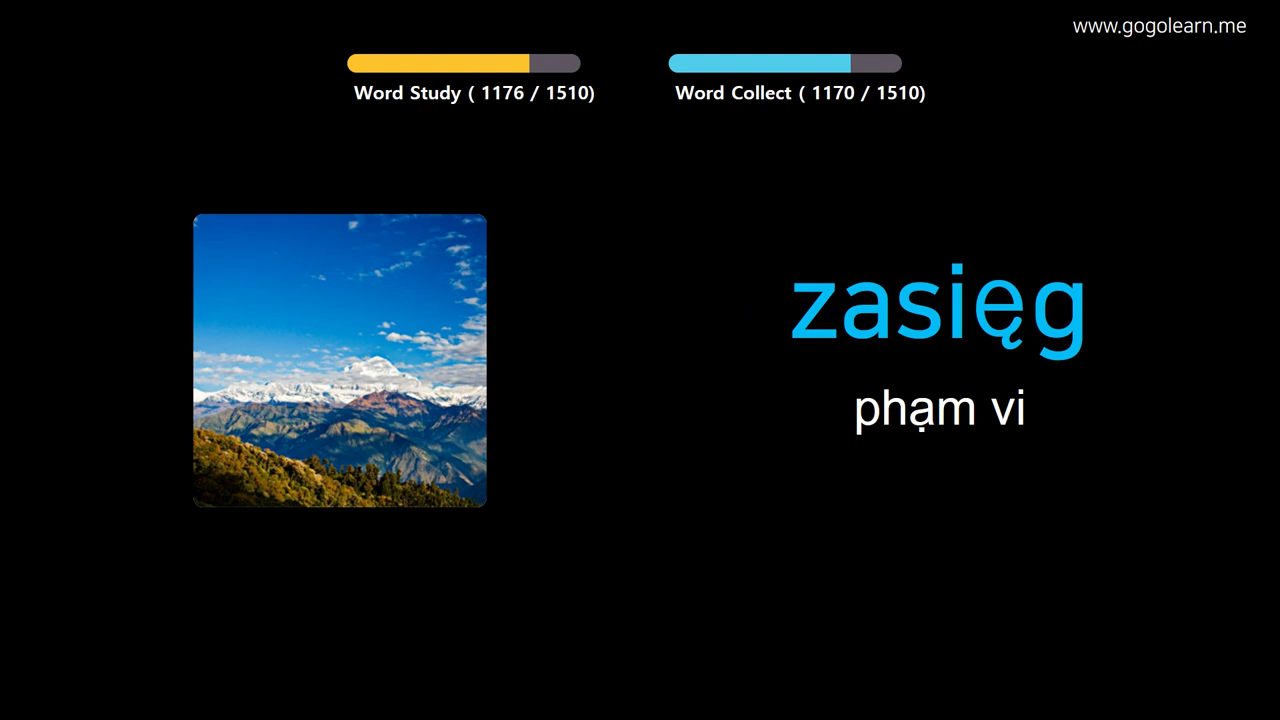 www.gogolearn.me
Word Study ( 1176 / 1510)
Word Collect ( 1170 / 1510)
zasięg
phạm vi